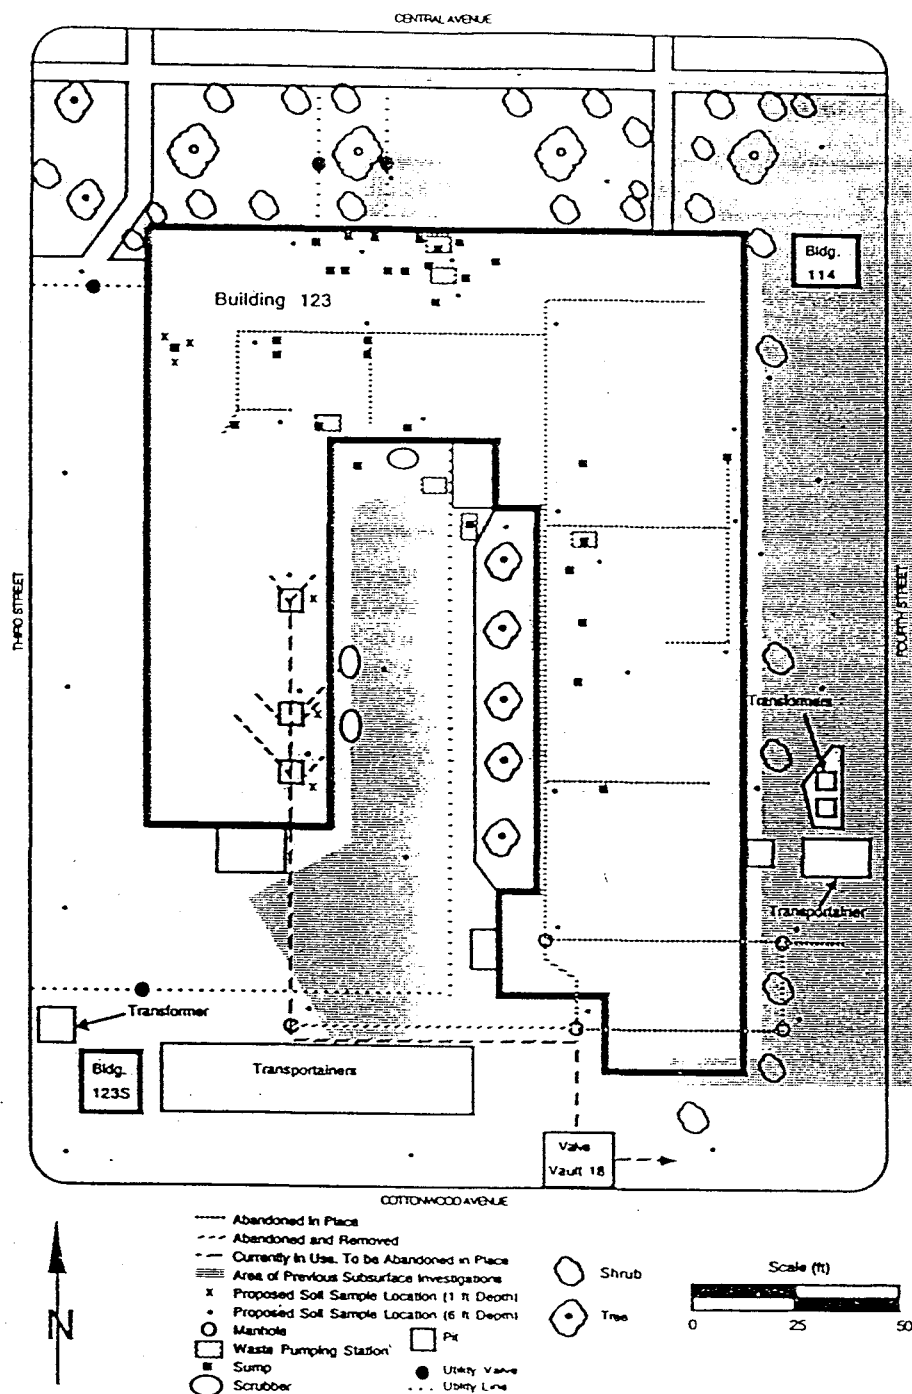 CENTRAL AVENUE
Bldg.
114
Building 123
THIRD STREET
FOURTH STREET
Transformers
Transportainer
Transformer
Bldg.
123S
Transportainers
Valve
Vault 18
COTTONWOOD AVENUE
Abandoned In Place
Abandoned and Removed
Currently In Use, To be Abandoned in Place
Area of Previous Subsurface Investigations
x Proposed Soil Sample Location (1 ft Depth)
Proposed Soil Sample Location (6 ft Depth)
Manhole
Pit
Waste Pumping Station
Sump
Utility Valve
Scrubber
Utility Line
Shrub
Tree
Scale (ft)
0 25 50
N